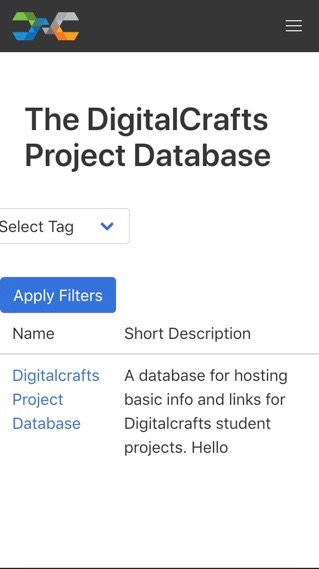 The DigitalCrafts
Project Database
Select Tag
Apply Filters
Name Short Description
Digitalcrafts
Project
Database
A database for hosting
basic info and links for
Digitalcrafts student
projects. Hello